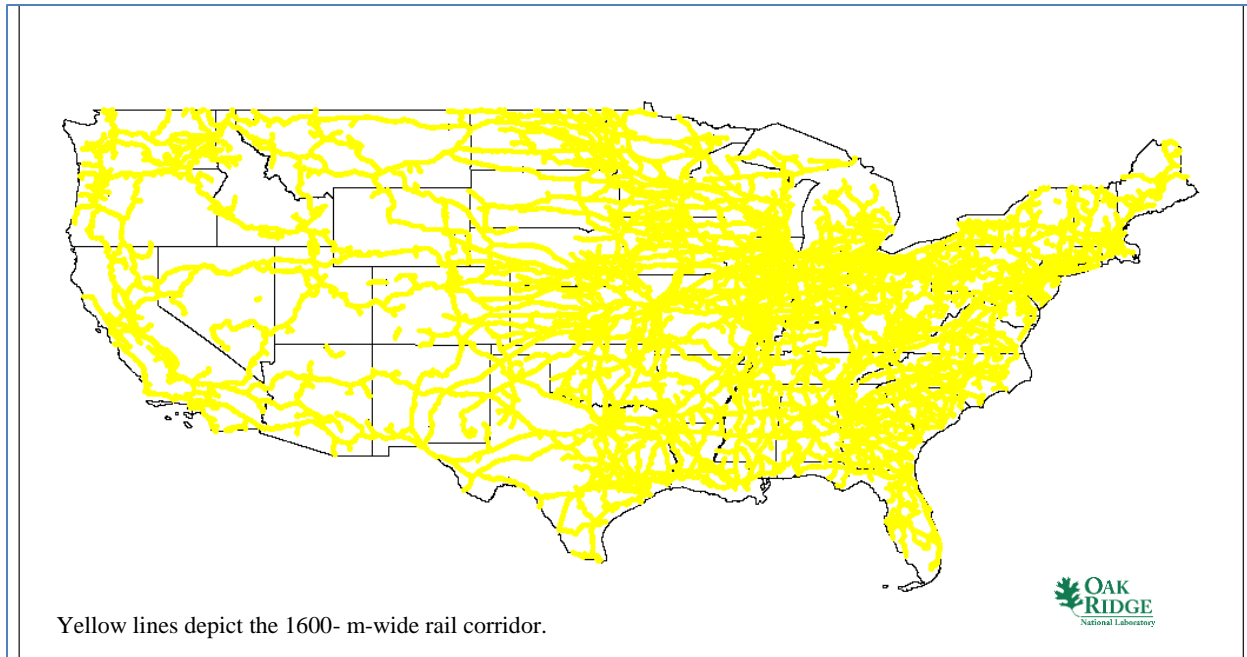 OAK
RIDGE
National Laboratory
Yellow lines depict the 1600- m-wide rail corridor.